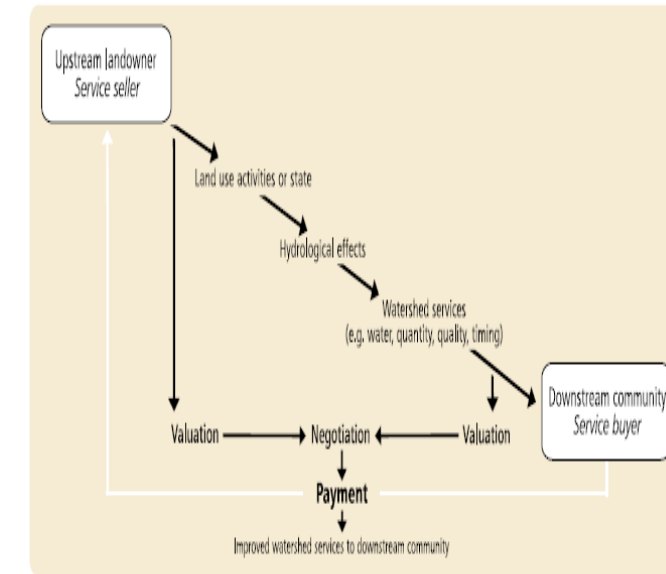 Upstream landowner
Service seller
Land use activities or state
Hydrological effects
Watershed services
(e.g. water, quantity, quality, timing)
Downstream community
Service buyer
Valuation
Negotiation
Valuation
Payment
Improved watershed services to downstream community